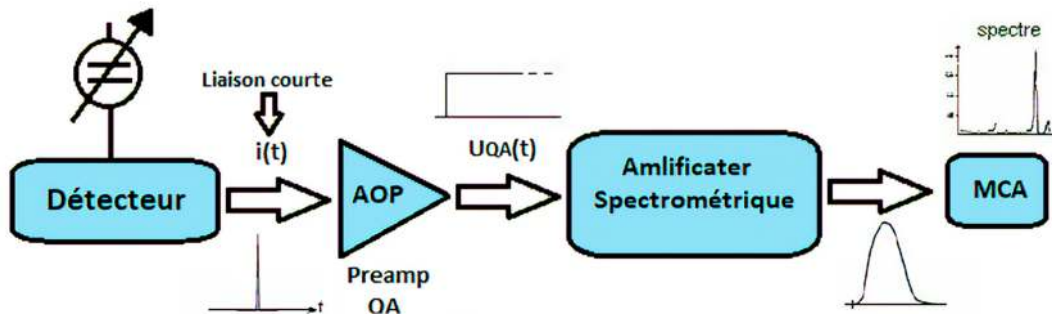 Détecteur
Liaison courte
i(t)
t
AOP
Preamp
QA
UQA(t)
Amlificater
Spectrométrique
spectre
MCA